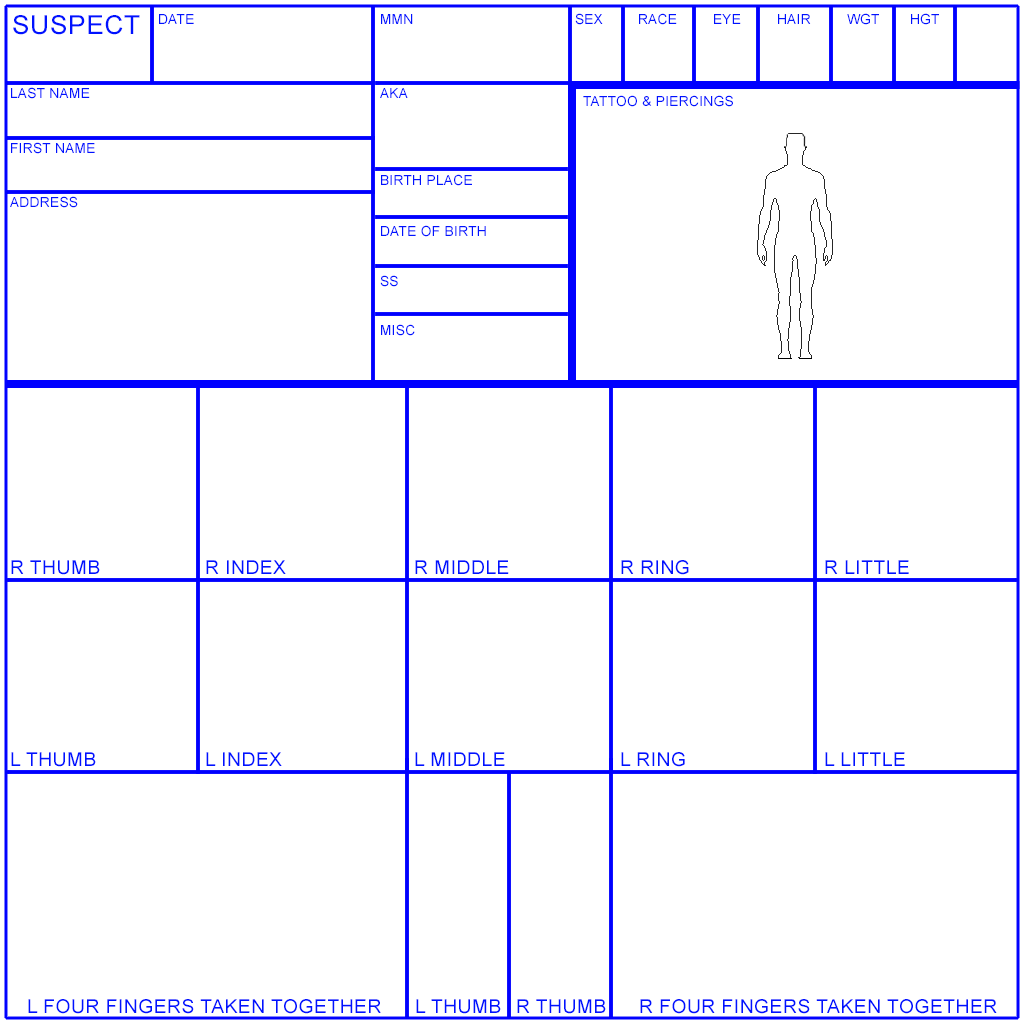 SUSPECT
DATE
MMN
SEX
RACE
EYE
HAIR
WGT
HGT
LAST NAME
AKA
TATTOO & PIERCINGS
FIRST NAME
BIRTH PLACE
ADDRESS
DATE OF BIRTH
SS
MISC
R THUMB
R INDEX
R MIDDLE
R RING
R LITTLE
L THUMB
L INDEX
L MIDDLE
L RING
L LITTLE
L FOUR FINGERS TAKEN TOGETHER
L THUMB
R THUMB
R FOUR FINGERS TAKEN TOGETHER